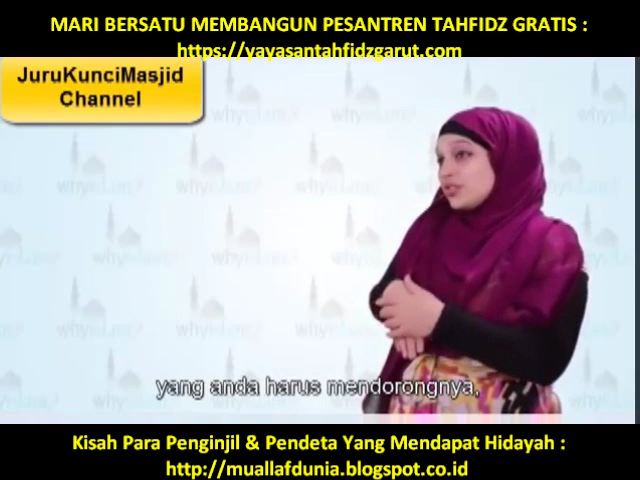 MARI BERSATU MEMBANGUN PESANTREN TAHFIDZ GRATIS :
https://yayasantahfidzgarut.com
JuruKunciMasjid
Channel
yang anda harus mendorongnya,
Kisah Para Penginjil & Pendeta Yang Mendapat Hidayah :
http://muallafdunia.blogspot.co.id